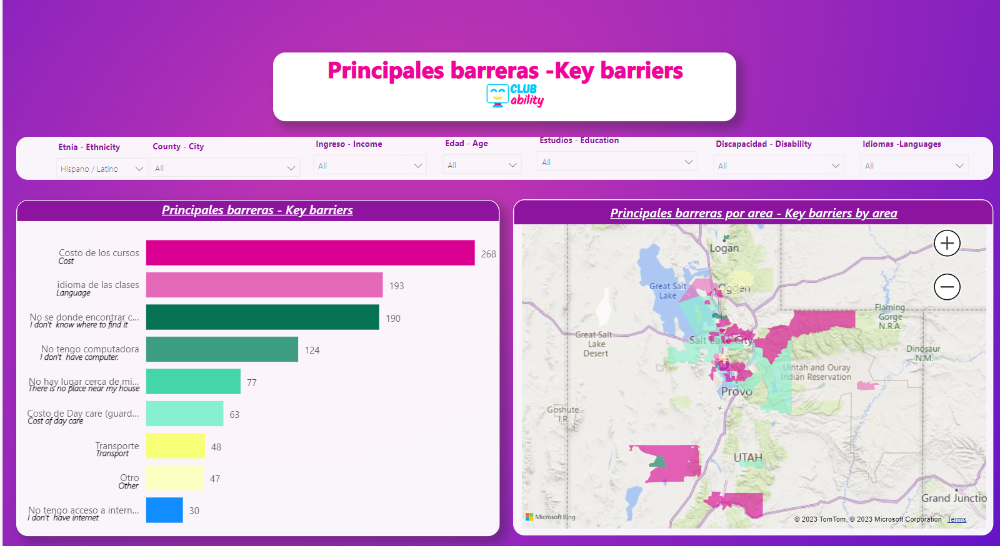 Principales barreras -Key barriers
CLUB
ability
Etnia - Ethnicity
County - City
Ingreso - Income
Edad - Age
Estudios - Education
Discapacidad - Disability
Idiomas -Languages
Hispano / Latino
All
All
All
All
All
All
Principales barreras - Key barriers
Costo de los cursos
Cost
268
idioma de las clases
Language
193
No se donde encontrar c...
I don't know where to find it
190
No tengo computadora
I don't have computer.
124
No hay lugar cerca de mi...
There is no place near my house
77
Costo de Day care (guard...
Cost of day care
63
Transporte
Transport
48
Otro
Other
47
No tengo acceso a intern...
I don't have internet
30
Principales barreras por area - Key barriers by area
Logan
Great Salt
Lake
Ogden
Flaming
Gorge
N.R.A.
Great Salt
Lake
Desert
Salt Lake City
Dinosaur
N.M.
Uintah and Ouray
Indian Reservation
Provo
Goshute
I.R.
UTAH
Grand Junctio
Microsoft Bing
© 2023 TomTom, © 2023 Microsoft Corporation Terms